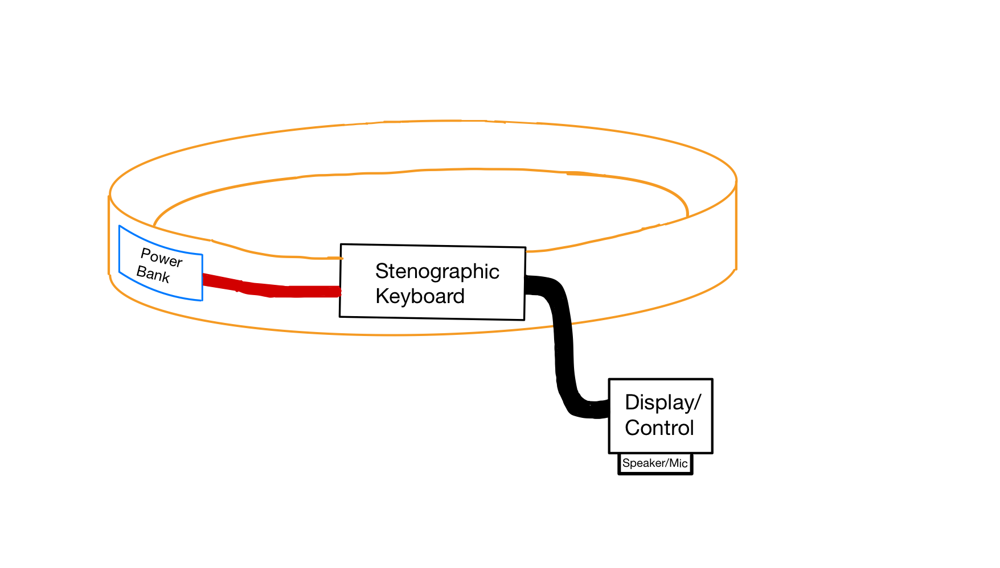 Power
Bank
Stenographic
Keyboard
Display/
Control
Speaker/Mic